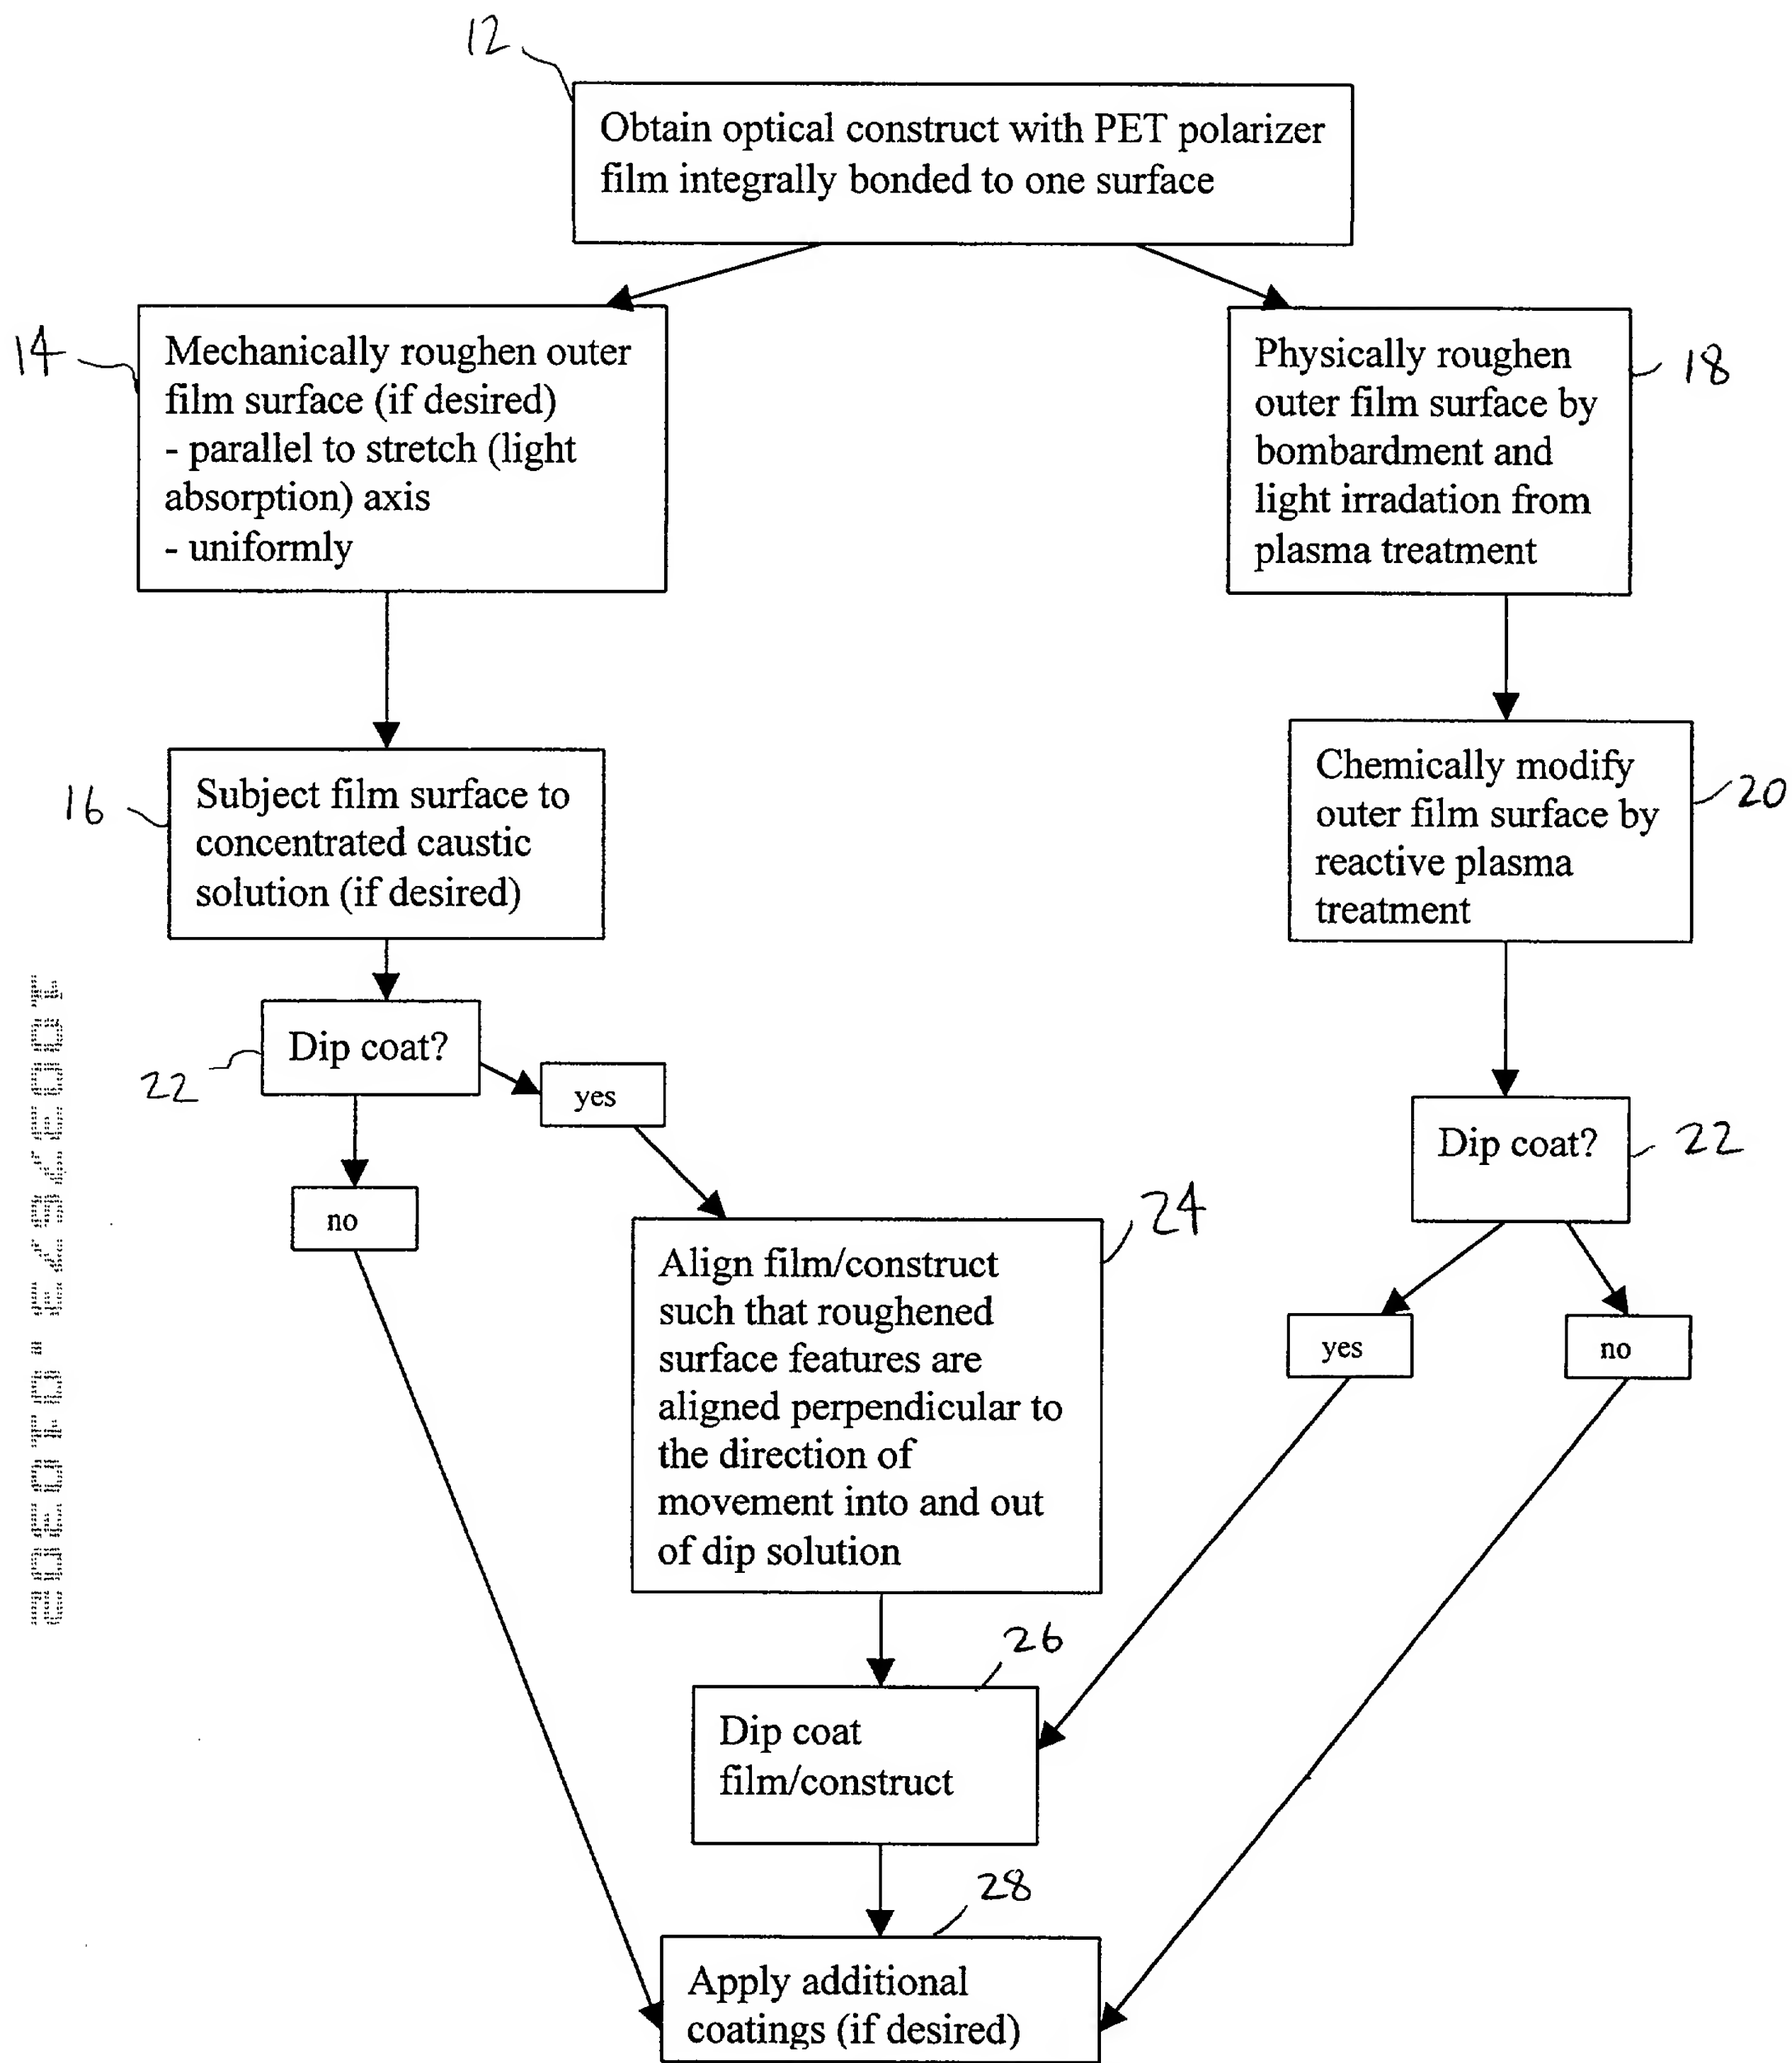 12
Obtain optical construct with PET polarizer
film integrally bonded to one surface
14
Mechanically roughen outer
film surface (if desired)
- parallel to stretch (light
absorption) axis
- uniformly
Physically roughen
outer film surface by
bombardment and
light irradation from
plasma treatment
18
16
Subject film surface to
concentrated caustic
solution (if desired)
Chemically modify
outer film surface by
reactive plasma
treatment
20
22
Dip coat?
yes
no
Dip coat?
22
yes
no
24
Align film/construct
such that roughened
surface features are
aligned perpendicular to
the direction of
movement into and out
of dip solution
26
Dip coat
film/construct
28
Apply additional
coatings (if desired)